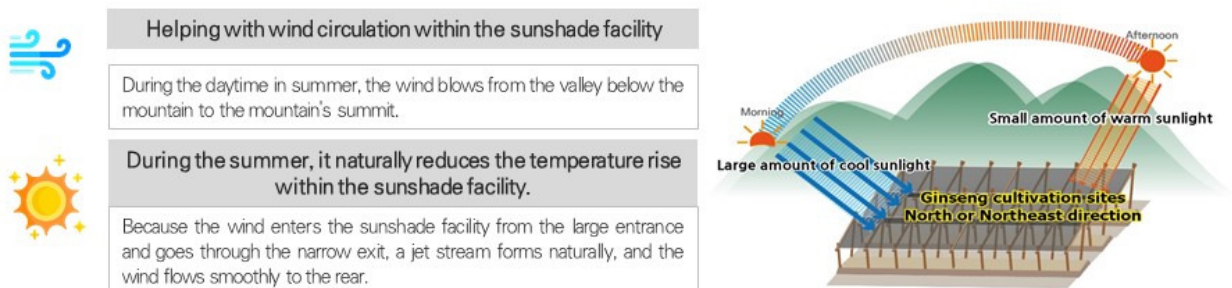 Helping with wind circulation within the sunshade facility
During the daytime in summer, the wind blows from the valley below the
mountain to the mountain's summit.
During the summer, it naturally reduces the temperature rise
within the sunshade facility.
Because the wind enters the sunshade facility from the large entrance
and goes through the narrow exit, a jet stream forms naturally, and the
wind flows smoothly to the rear.
Afternoon
Morning
Small amount of warm sunlight
Large amount of cool sunlight
Ginseng cultivation sites
North or Northeast direction